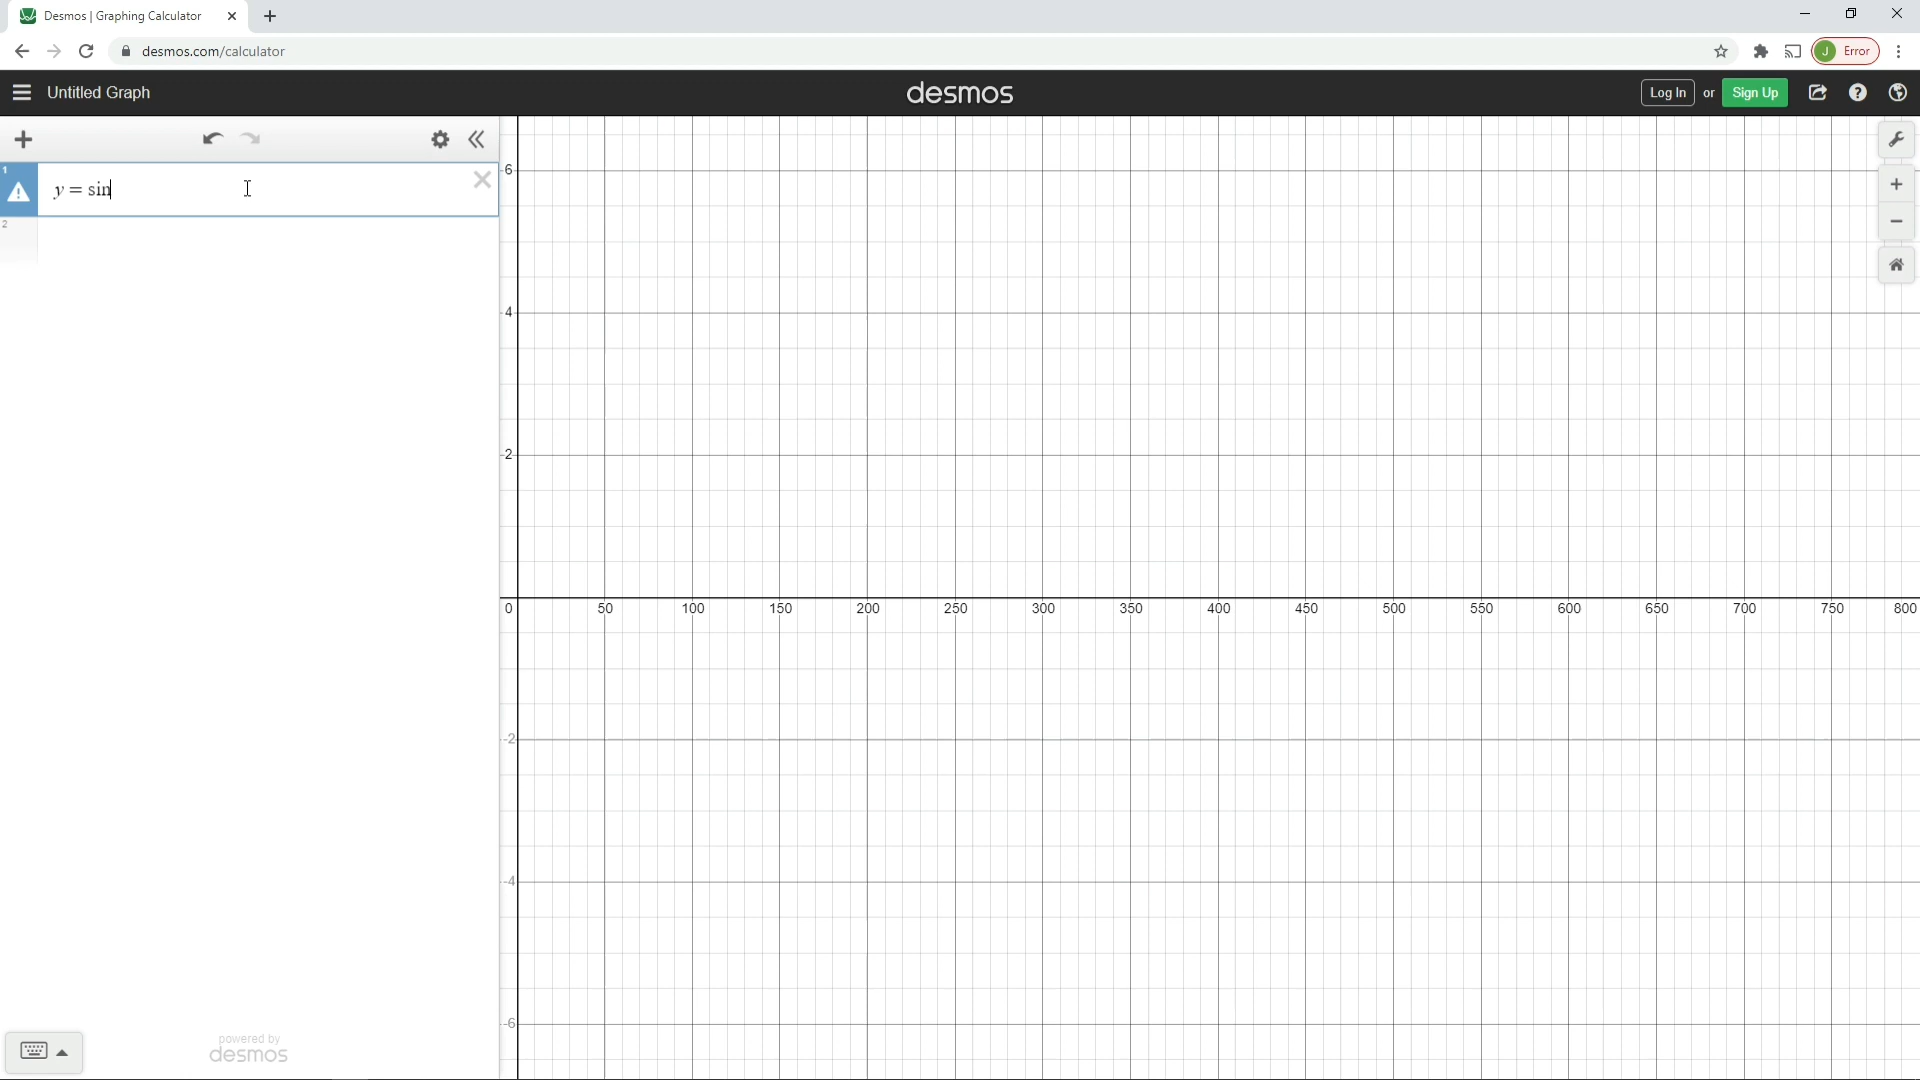 Desmos | Graphing Calculator
desmos.com/calculator
J Error
Untitled Graph
desmos
Log In or Sign Up
1
y = sin
2
6
4
2
0 50 100 150 200 250 300 350 400 450 500 550 600 650 700 750 800
-2
-4
-6
powered by
desmos